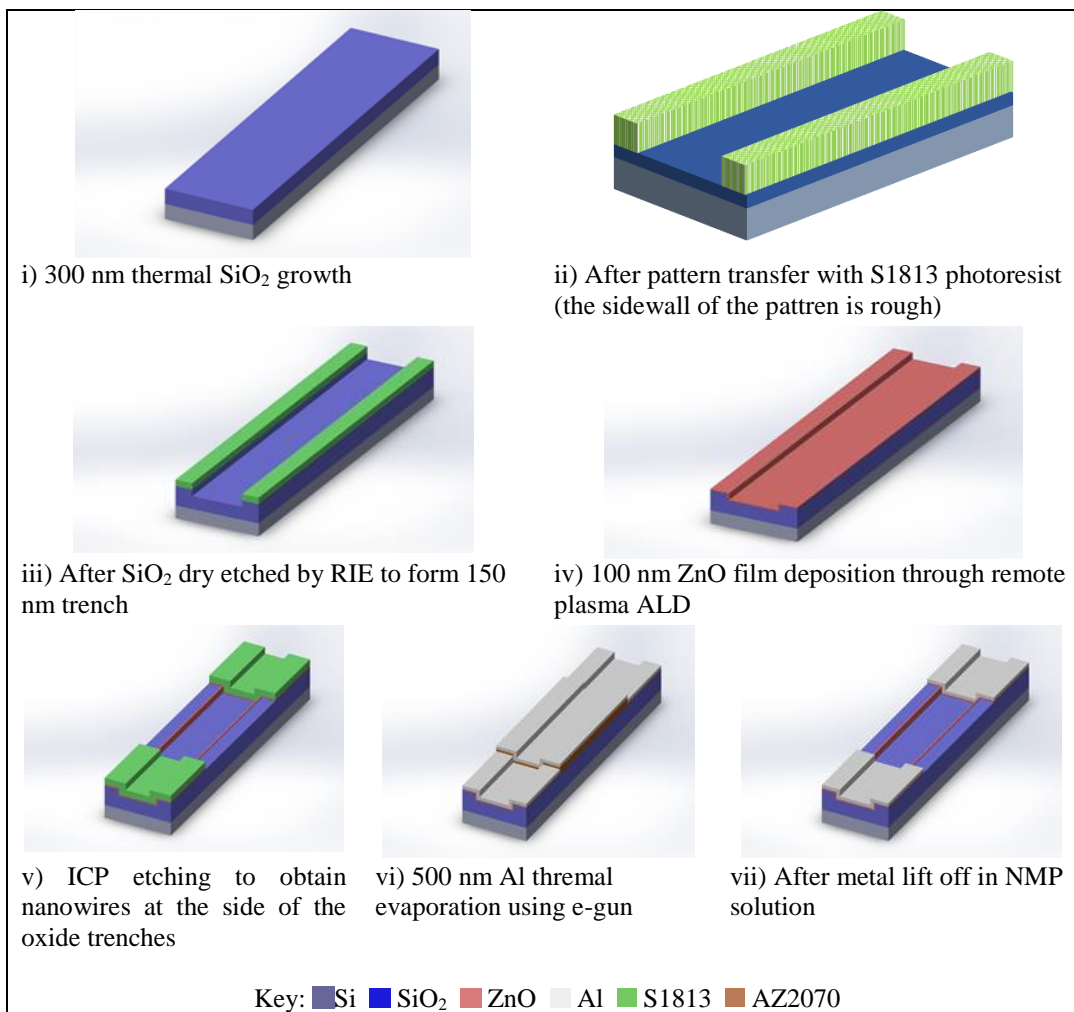 i) 300 nm thermal SiO₂ growth
ii) After pattern transfer with S1813 photoresist
(the sidewall of the pattren is rough)
iii) After SiO₂ dry etched by RIE to form 150
nm trench
iv) 100 nm ZnO film deposition through remote
plasma ALD
v) ICP etching to obtain
nanowires at the side of the
oxide trenches
vi) 500 nm Al thremal
evaporation using e-gun
vii) After metal lift off in NMP
solution
Key: Si SiO₂ ZnO Al S1813 AZ2070